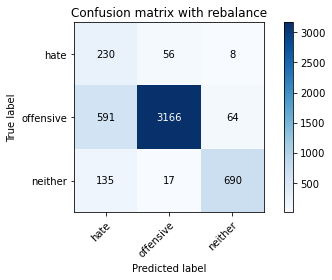 Confusion matrix with rebalance
True label
hate 230 56 8
offensive 591 3166 64
neither 135 17 690
hate offensive neither
Predicted label
3000
2500
2000
1500
1000
500